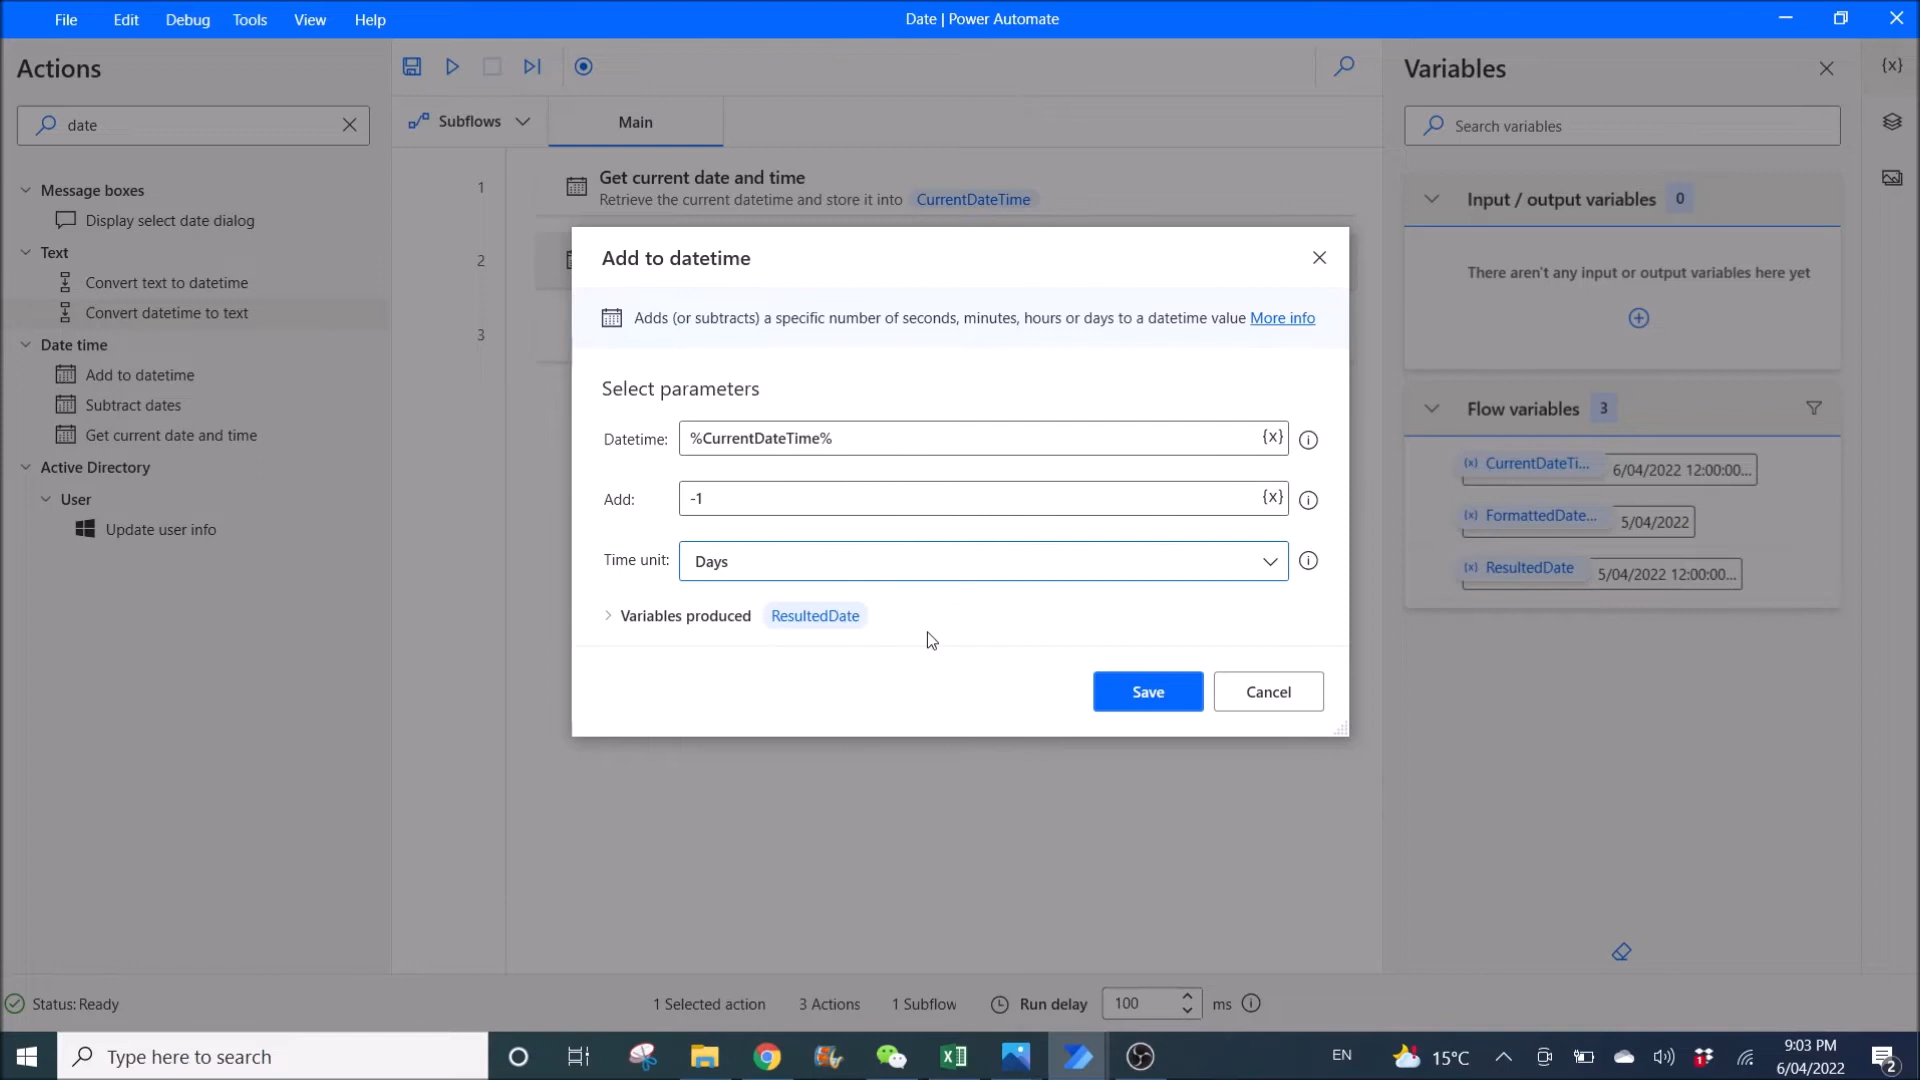 File Edit Debug Tools View Help
Date | Power Automate
Actions
date
Message boxes
Display select date dialog
Text
Convert text to datetime
Convert datetime to text
Date time
Add to datetime
Subtract dates
Get current date and time
Active Directory
User
Update user info
Subflows
Main
1
Get current date and time
Retrieve the current datetime and store it into CurrentDateTime
2
3
Add to datetime
Adds (or subtracts) a specific number of seconds, minutes, hours or days to a datetime value More info
Select parameters
Datetime: %CurrentDateTime% {x}
Add: -1 {x}
Time unit: Days
Variables produced ResultedDate
Save Cancel
Variables
{x}
Search variables
Input / output variables 0
There aren't any input or output variables here yet
Flow variables 3
(x) CurrentDateTi... 6/04/2022 12:00:00...
(x) FormattedDate... 5/04/2022
(x) ResultedDate 5/04/2022 12:00:00...
Status: Ready
1 Selected action 3 Actions 1 Subflow Run delay 100 ms
Type here to search
EN
15°C
9:03 PM
6/04/2022
2